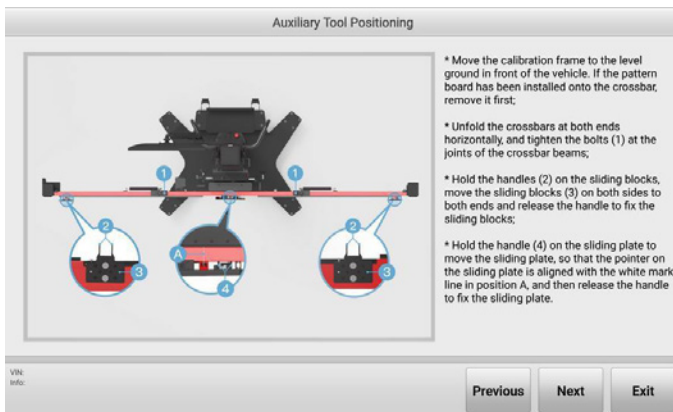 Auxiliary Tool Positioning
* Move the calibration frame to the level
ground in front of the vehicle. If the pattern
board has been installed onto the crossbar,
remove it first;
* Unfold the crossbars at both ends
horizontally, and tighten the bolts (1) at the
joints of the crossbar beams;
* Hold the handles (2) on the sliding blocks,
move the sliding blocks (3) on both sides to
both ends and release the handle to fix the
sliding blocks;
* Hold the handle (4) on the sliding plate to
move the sliding plate, so that the pointer on
the sliding plate is aligned with the white mark
line in position A, and then release the handle
to fix the sliding plate.
1 1
2 2
A
3 3
4
VIN:
Info:
Previous Next Exit